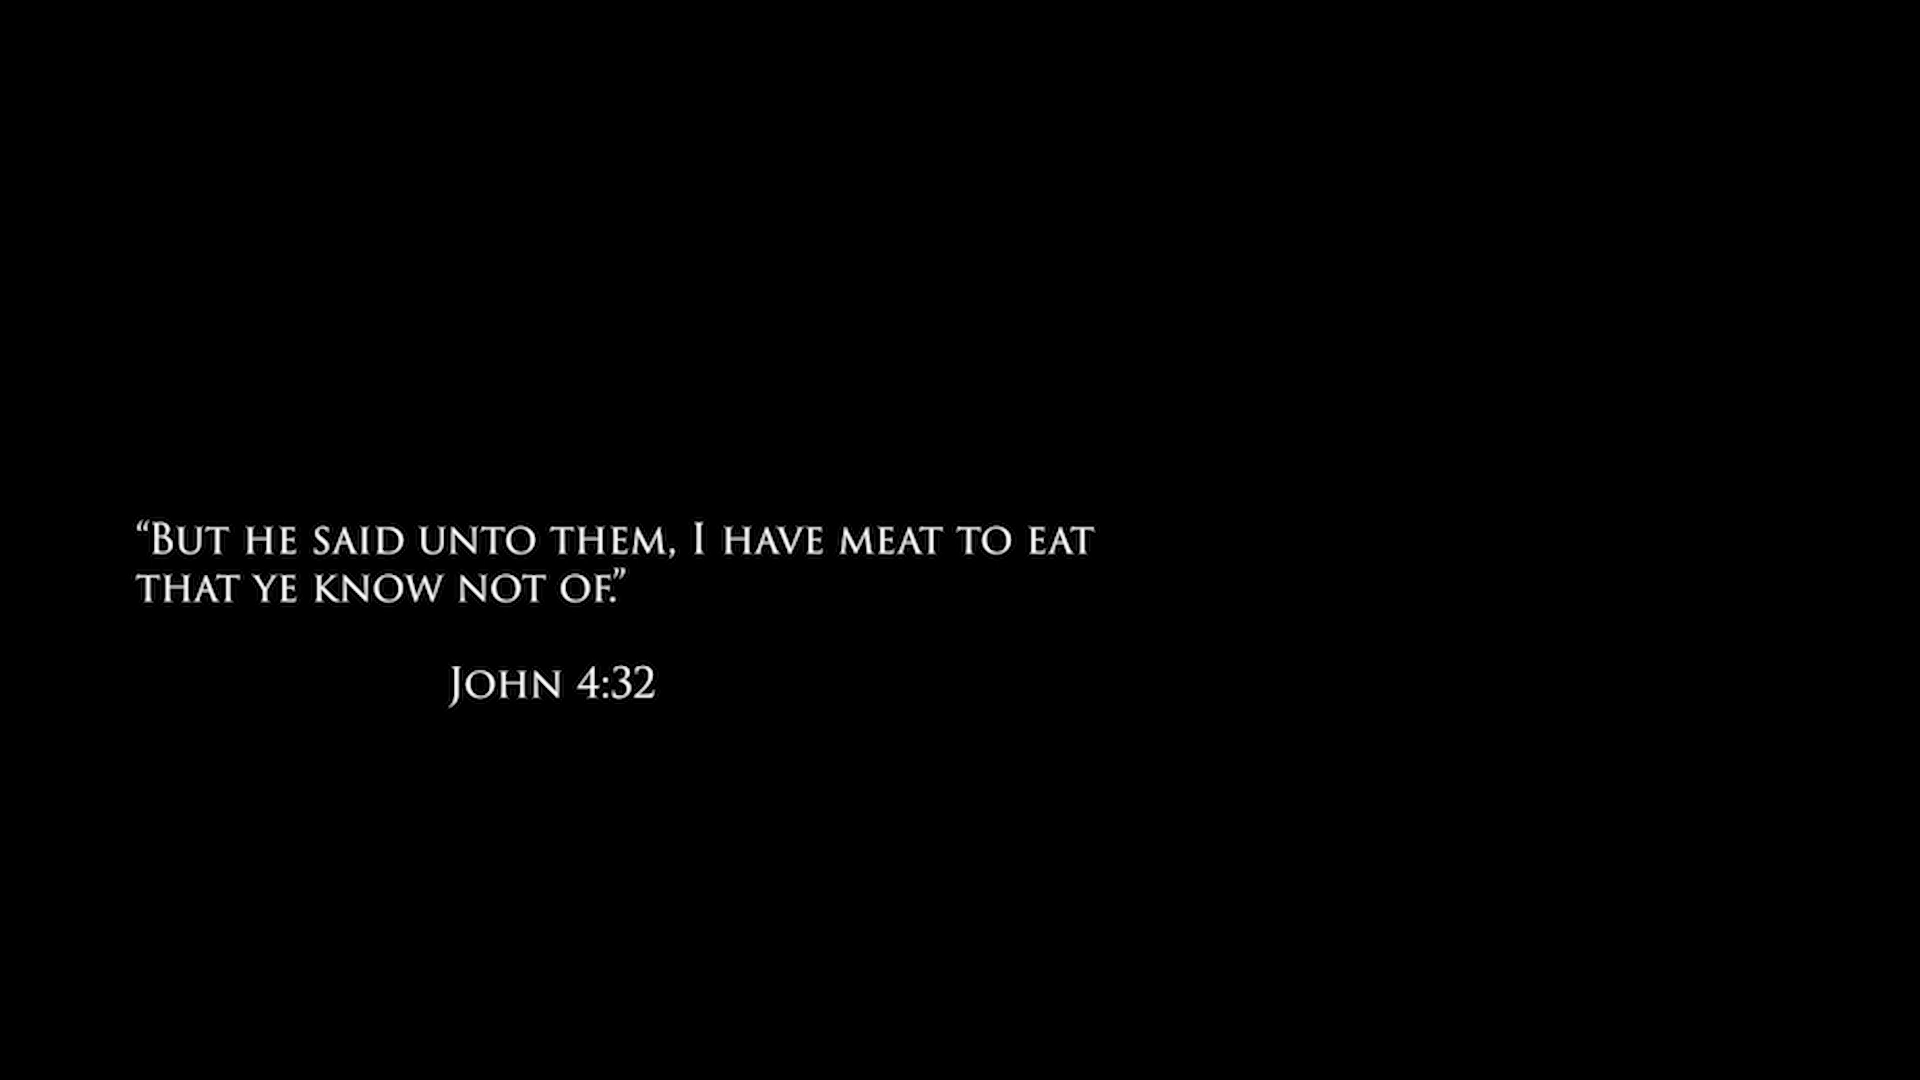 “But he said unto them, I have meat to eat
that ye know not of.”
John 4:32